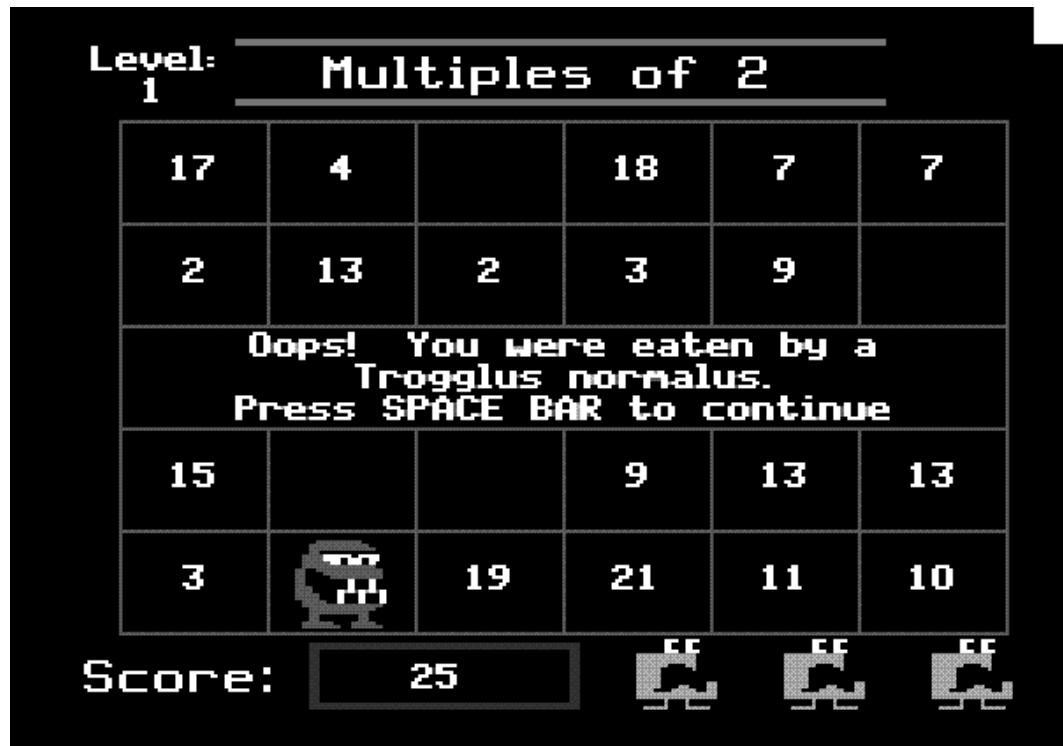 Level:
1
Multiples of 2
17 4 18 7 7
2 13 2 3 9
Oops! You were eaten by a
Trogglus normalus.
Press SPACE BAR to continue
15 9 13 13
3 19 21 11 10
Score: 25